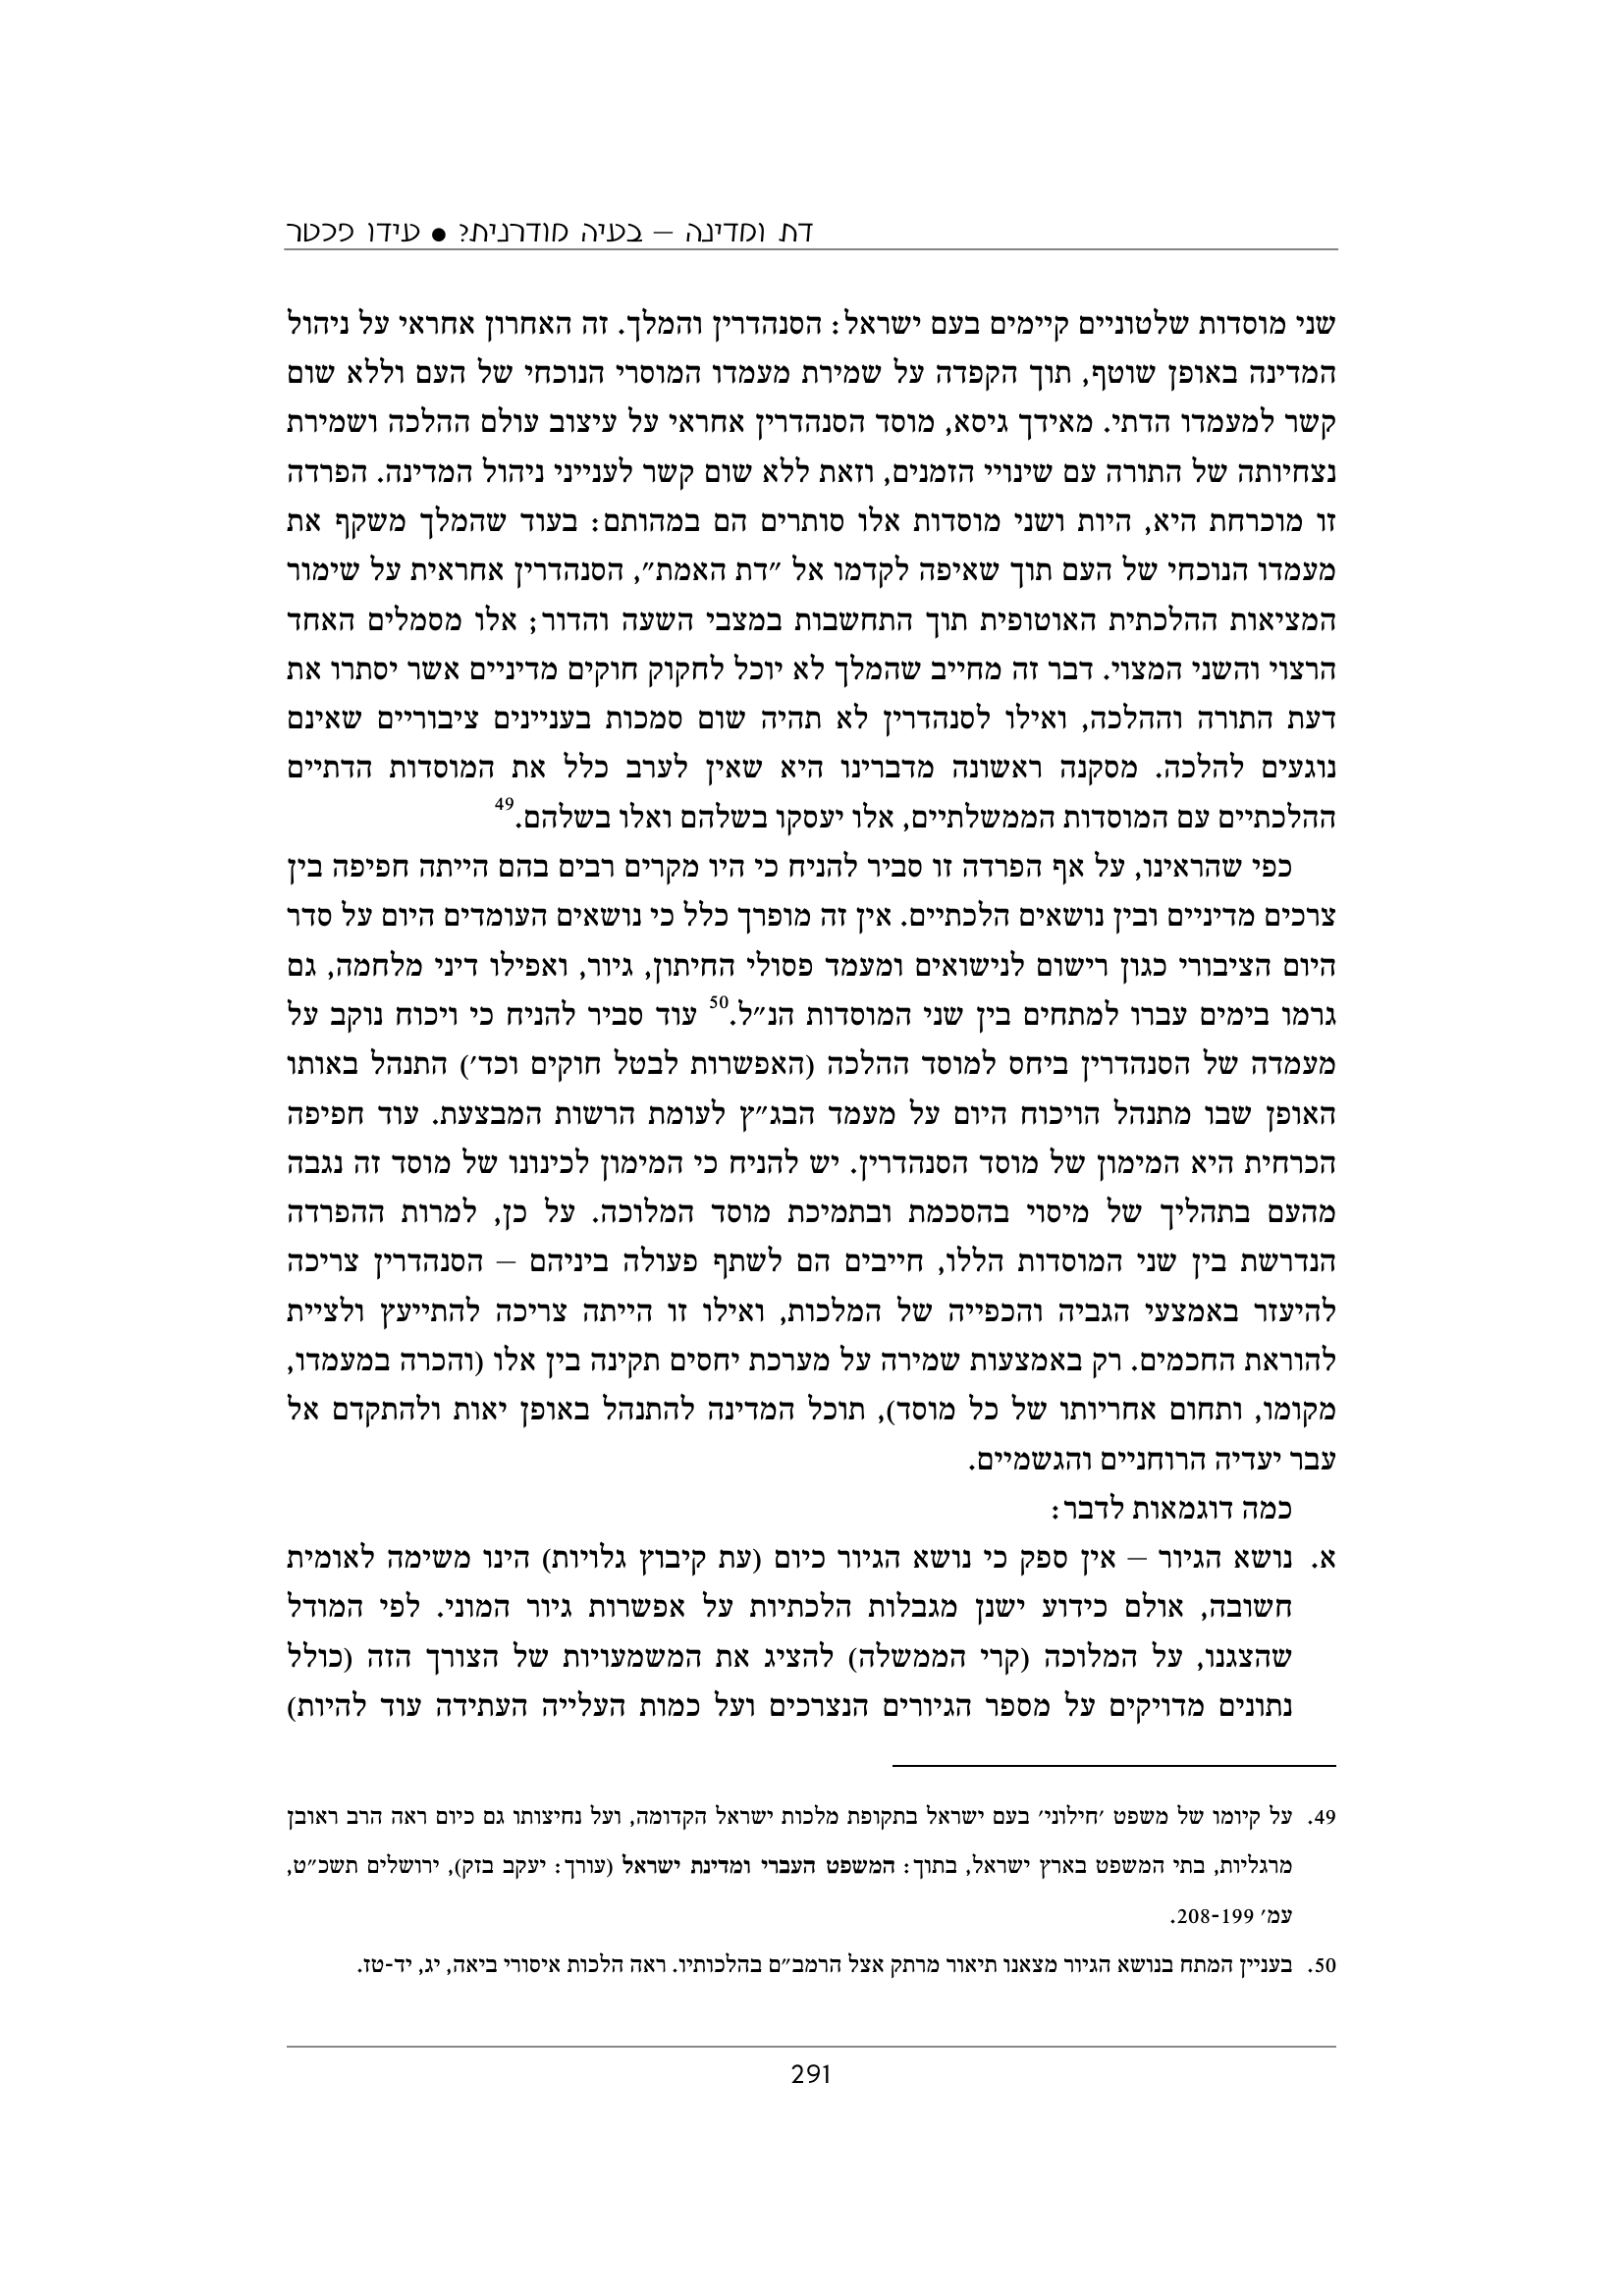 דת ומדינה – בעיה מודרנית? ● עידו פכטר
שני מוסדות שלטוניים קיימים בעם ישראל: הסנהדרין והמלך. זה האחרון אחראי על ניהול
המדינה באופן שוטף, תוך הקפדה על שמירת מעמדו המוסרי הנוכחי של העם וללא שום
קשר למעמדו הדתי. מאידך גיסא, מוסד הסנהדרין אחראי על עיצוב עולם ההלכה ושמירת
נצחיותה של התורה עם שינויי הזמנים, וזאת ללא שום קשר לענייני ניהול המדינה. הפרדה
זו מוכרחת היא, היות ושני מוסדות אלו סותרים הם במהותם: בעוד שהמלך משקף את
מעמדו הנוכחי של העם תוך שאיפה לקדמו אל ״דת האמת״, הסנהדרין אחראית על שימור
המציאות ההלכתית האוטופית תוך התחשבות במצבי השעה והדור; אלו מסמלים האחד
הרצוי והשני המצוי. דבר זה מחייב שהמלך לא יוכל לחקוק חוקים מדיניים אשר יסתרו את
דעת התורה וההלכה, ואילו לסנהדרין לא תהיה שום סמכות בעניינים ציבוריים שאינם
נוגעים להלכה. מסקנה ראשונה מדברינו היא שאין לערב כלל את המוסדות הדתיים
ההלכתיים עם המוסדות הממשלתיים, אלו יעסקו בשלהם ואלו בשלהם.49
כפי שהראינו, על אף הפרדה זו סביר להניח כי היו מקרים רבים בהם הייתה חפיפה בין
צרכים מדיניים ובין נושאים הלכתיים. אין זה מופרך כלל כי נושאים העומדים היום על סדר
היום הציבורי כגון רישום לנישואים ומעמד פסולי החיתון, גיור, ואפילו דיני מלחמה, גם
גרמו בימים עברו למתחים בין שני המוסדות הנ״ל.50 עוד סביר להניח כי ויכוח נוקב על
מעמדה של הסנהדרין ביחס למוסד ההלכה (האפשרות לבטל חוקים וכד׳) התנהל באותו
האופן שבו מתנהל הויכוח היום על מעמד הבג״ץ לעומת הרשות המבצעת. עוד חפיפה
הכרחית היא המימון של מוסד הסנהדרין. יש להניח כי המימון לכינונו של מוסד זה נגבה
מהעם בתהליך של מיסוי בהסכמת ובתמיכת מוסד המלוכה. על כן, למרות ההפרדה
הנדרשת בין שני המוסדות הללו, חייבים הם לשתף פעולה ביניהם – הסנהדרין צריכה
להיעזר באמצעי הגביה והכפייה של המלכות, ואילו זו הייתה צריכה להתייעץ ולציית
להוראת החכמים. רק באמצעות שמירה על מערכת יחסים תקינה בין אלו (והכרה במעמדו,
מקומו, ותחום אחריותו של כל מוסד), תוכל המדינה להתנהל באופן יאות ולהתקדם אל
עבר יעדיה הרוחניים והגשמיים.
כמה דוגמאות לדבר:
א. נושא הגיור – אין ספק כי נושא הגיור כיום (עת קיבוץ גלויות) הינו משימה לאומית
חשובה, אולם כידוע ישנן מגבלות הלכתיות על אפשרות גיור המוני. לפי המודל
שהצגנו, על המלוכה (קרי הממשלה) להציג את המשמעויות של הצורך הזה (כולל
נתונים מדויקים על מספר הגיורים הנצרכים ועל כמות העלייה העתידה עוד להיות)
49. על קיומו של משפט ׳חילוני׳ בעם ישראל בתקופת מלכות ישראל הקדומה, ועל נחיצותו גם כיום ראה הרב ראובן
מרגליות, בתי המשפט בארץ ישראל, בתוך: המשפט העברי ומדינת ישראל (עורך: יעקב בזק), ירושלים תשכ״ט,
עמ׳ 208-199.
50. בעניין המתח בנושא הגיור מצאנו תיאור מרתק אצל הרמב״ם בהלכותיו. ראה הלכות איסורי ביאה, יג, יד-טז.
291